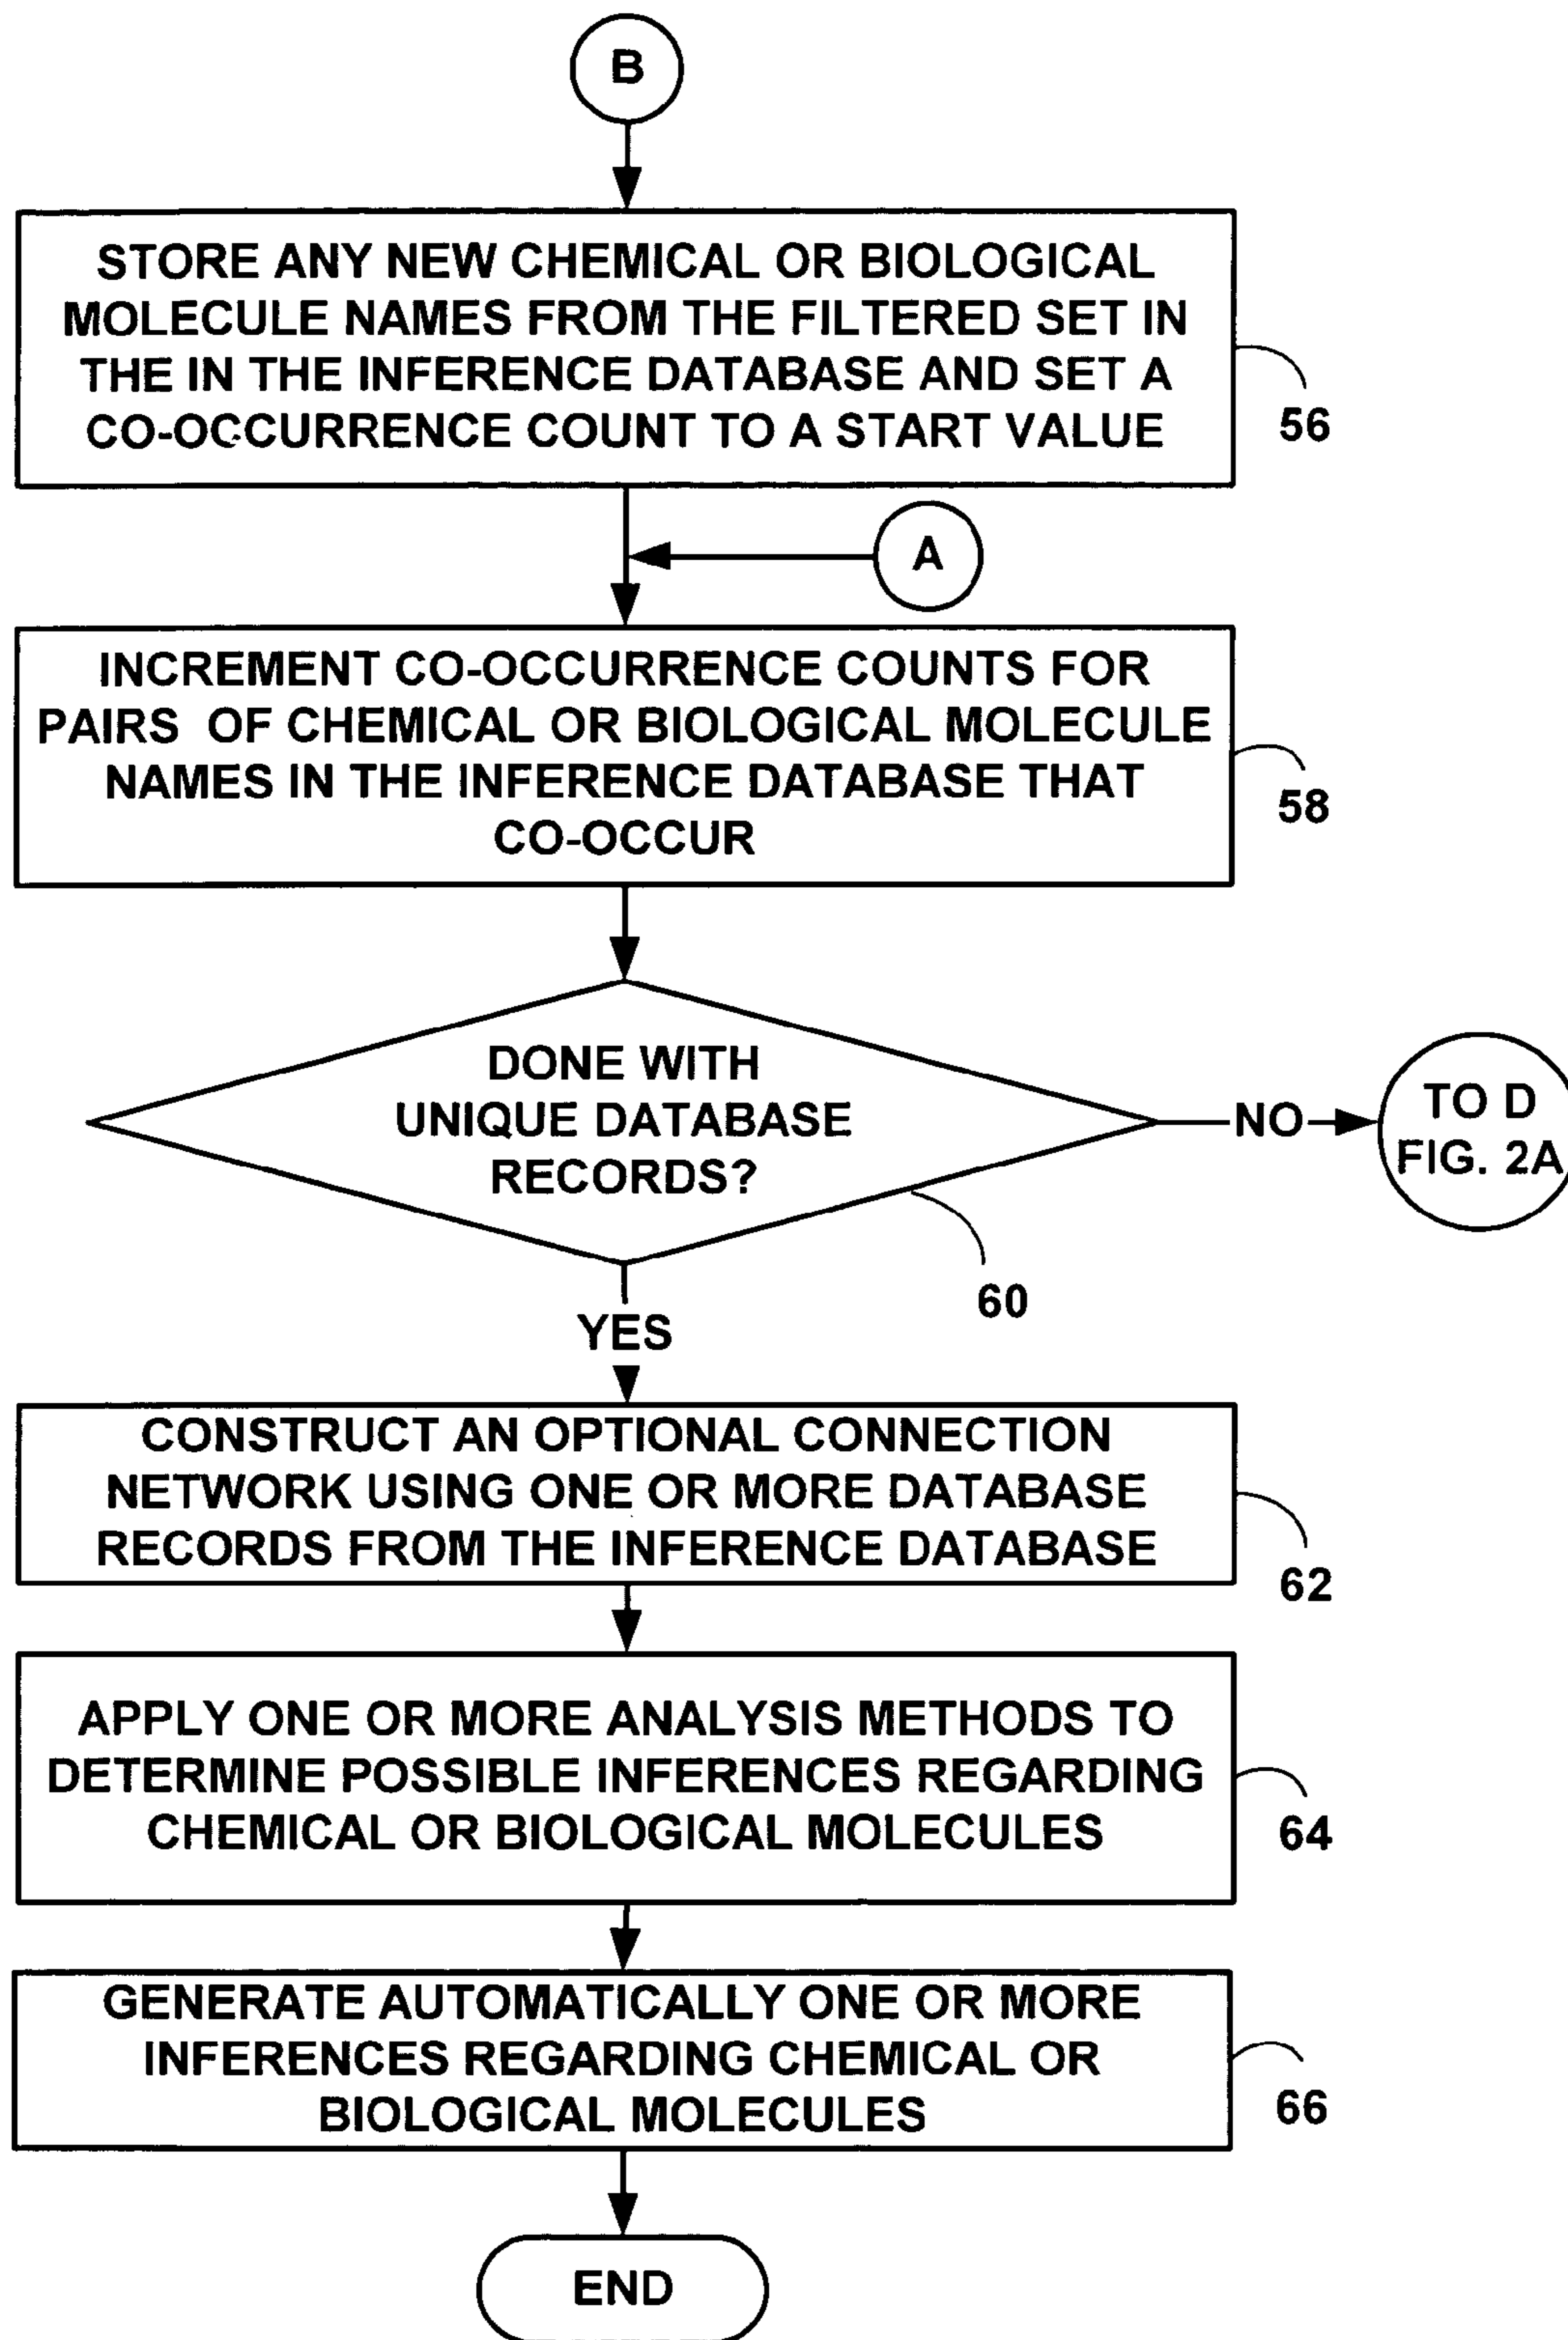 B
STORE ANY NEW CHEMICAL OR BIOLOGICAL
MOLECULE NAMES FROM THE FILTERED SET IN
THE IN THE INFERENCE DATABASE AND SET A
CO-OCCURRENCE COUNT TO A START VALUE
56
A
INCREMENT CO-OCCURRENCE COUNTS FOR
PAIRS OF CHEMICAL OR BIOLOGICAL MOLECULE
NAMES IN THE INFERENCE DATABASE THAT
CO-OCCUR
58
DONE WITH
UNIQUE DATABASE
RECORDS?
NO
TO D
FIG. 2A
60
YES
CONSTRUCT AN OPTIONAL CONNECTION
NETWORK USING ONE OR MORE DATABASE
RECORDS FROM THE INFERENCE DATABASE
62
APPLY ONE OR MORE ANALYSIS METHODS TO
DETERMINE POSSIBLE INFERENCES REGARDING
CHEMICAL OR BIOLOGICAL MOLECULES
64
GENERATE AUTOMATICALLY ONE OR MORE
INFERENCES REGARDING CHEMICAL OR
BIOLOGICAL MOLECULES
66
END